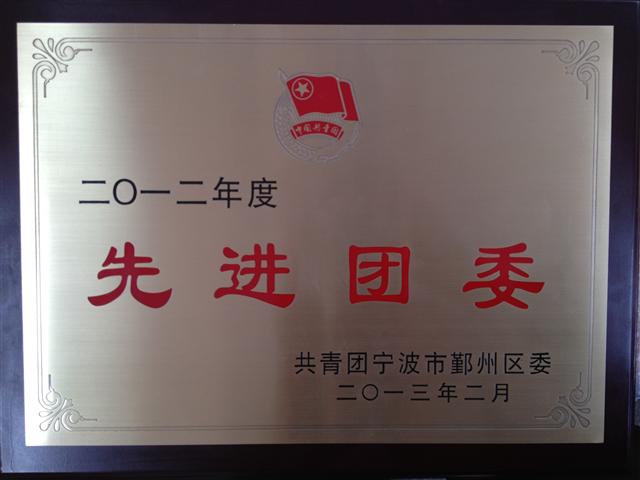 中国共青团
二〇一二年度
先进团委
共青团宁波市鄞州区委
二〇一三年二月